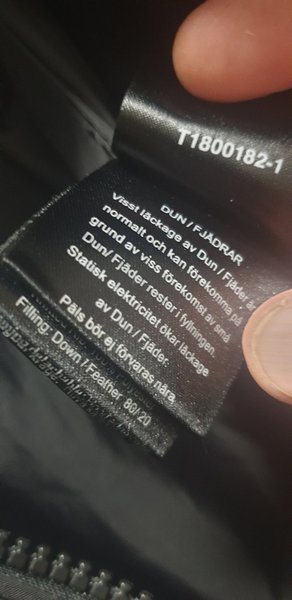 T1800182-1
DUN / FJÄDRAR
Visst läckage av Dun / Fjäder är
normalt och kan förekomma på
grund av viss förekomst av små
Dun/ Fjäder rester i fyllningen.
Statisk elektricitet ökar läckage
av Dun / Fjäder.
Päls bör ej förvaras nära.
Filling: Down / Feather 80/20